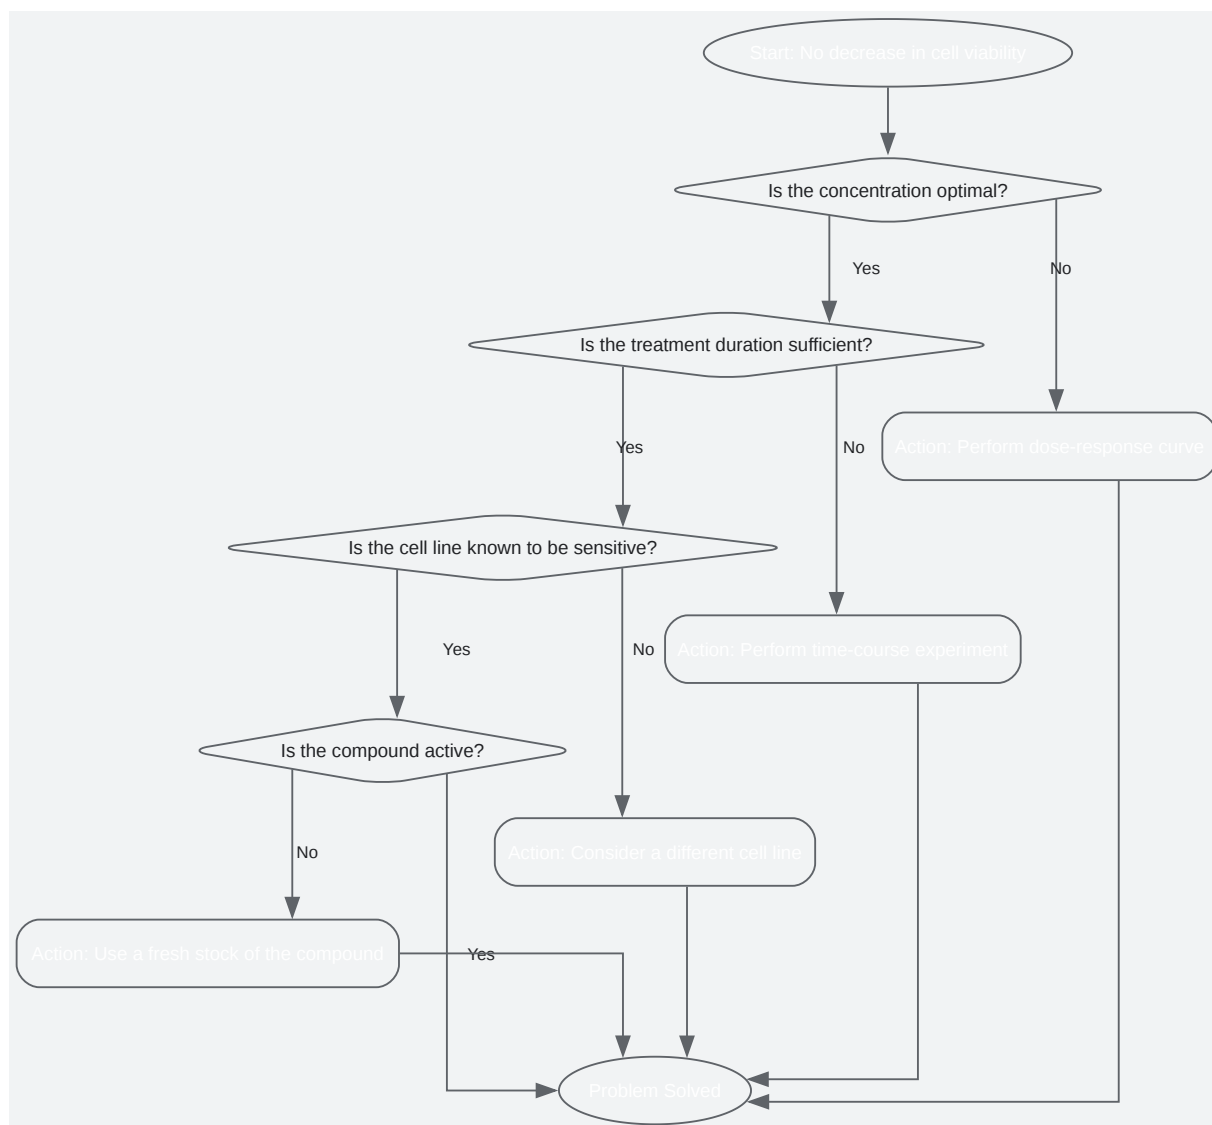 Start: No decrease in cell viability
Is the concentration optimal?
Yes
No
Is the treatment duration sufficient?
Yes
No
Action: Perform dose-response curve
Is the cell line known to be sensitive?
Yes
No
Action: Perform time-course experiment
Is the compound active?
No
Action: Consider a different cell line
Action: Use a fresh stock of the compound
Yes
Problem Solved